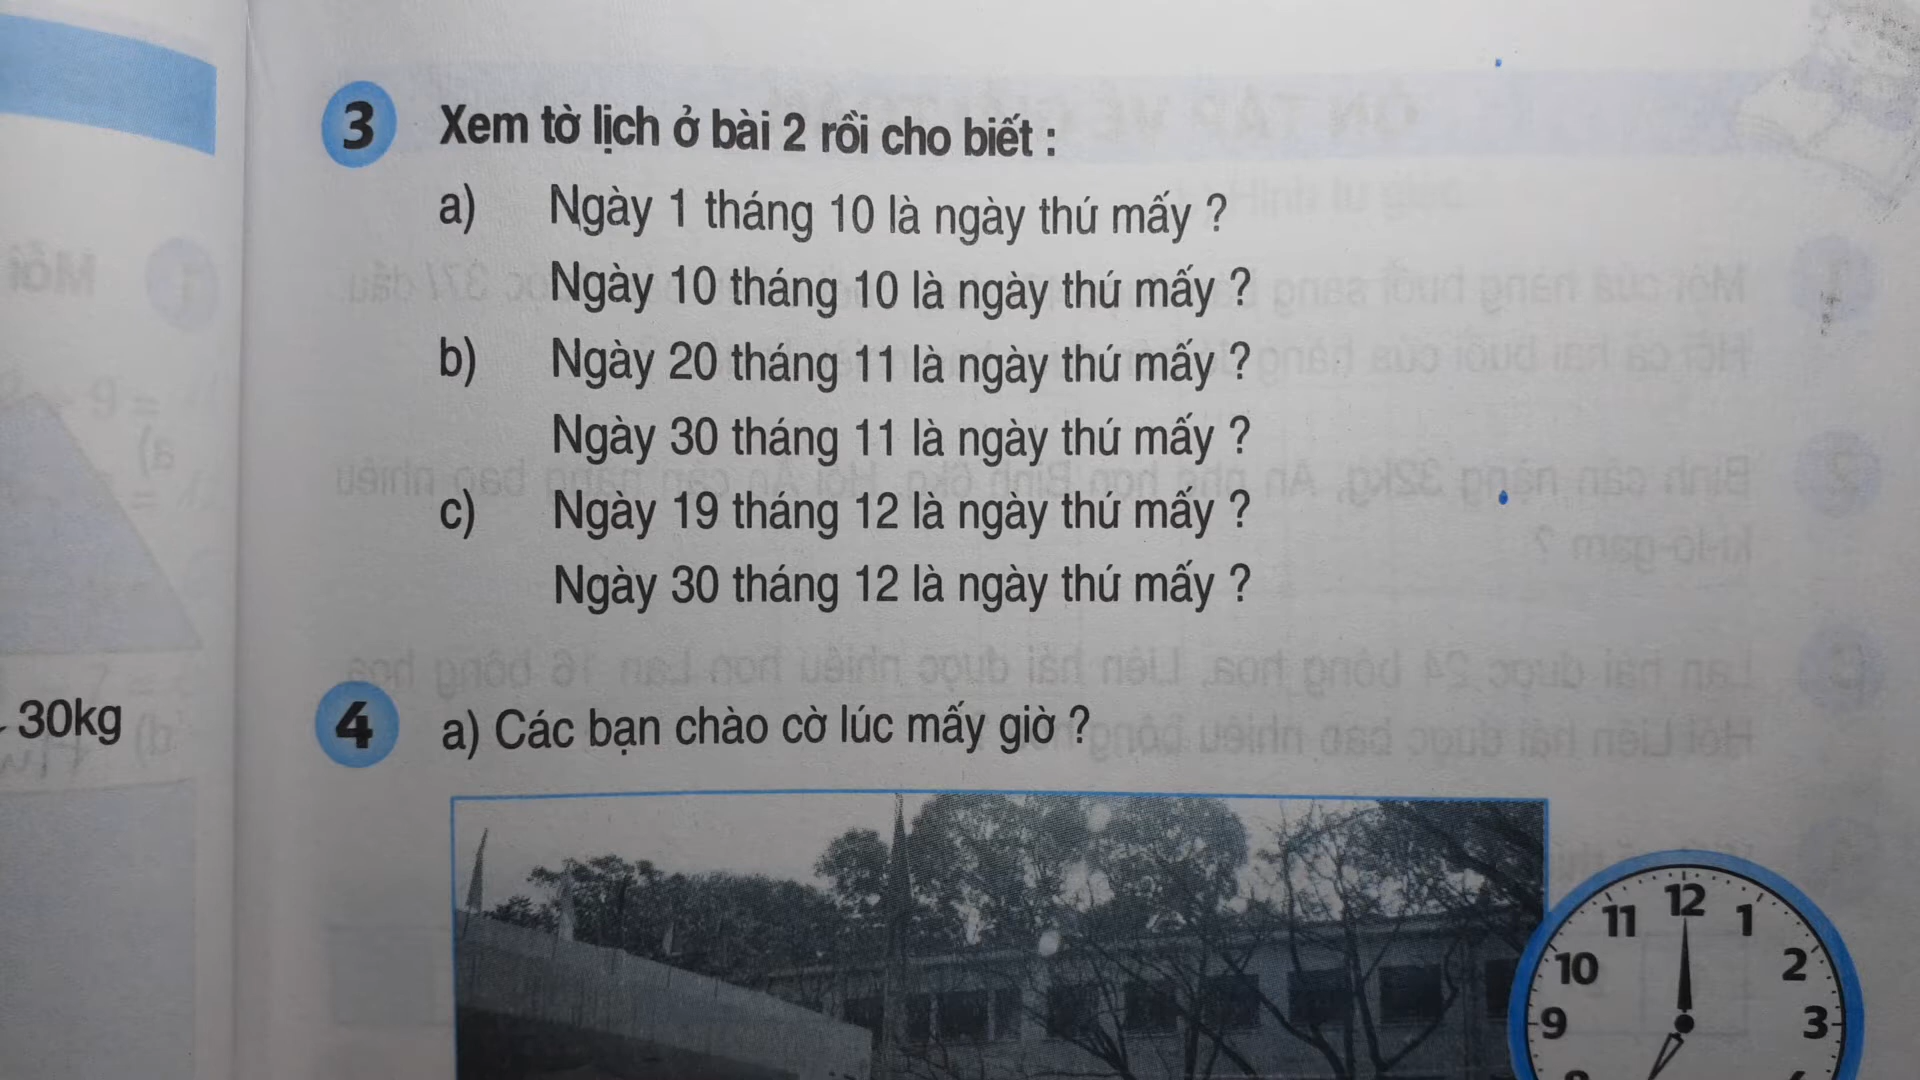 3 Xem tờ lịch ở bài 2 rồi cho biết :
a) Ngày 1 tháng 10 là ngày thứ mấy ?
Ngày 10 tháng 10 là ngày thứ mấy ?
b) Ngày 20 tháng 11 là ngày thứ mấy ?
Ngày 30 tháng 11 là ngày thứ mấy ?
c) Ngày 19 tháng 12 là ngày thứ mấy ?
Ngày 30 tháng 12 là ngày thứ mấy ?
30kg
4 a) Các bạn chào cờ lúc mấy giờ ?
11 12 1
10 2
9 3